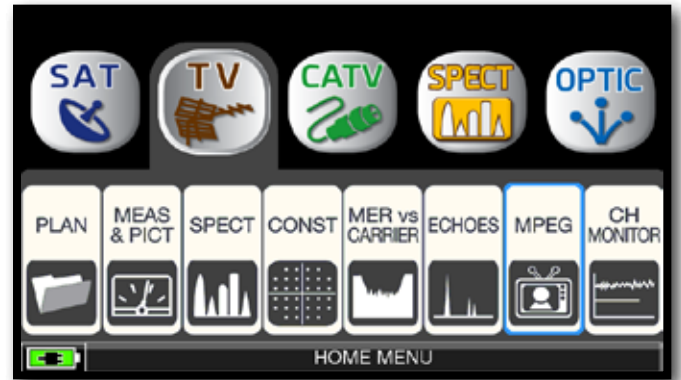 SAT
TV
CATV
SPECT
OPTIC
PLAN
MEAS
& PICT
SPECT
CONST
MER vs
CARRIER
ECHOES
MPEG
CH
MONITOR
HOME MENU